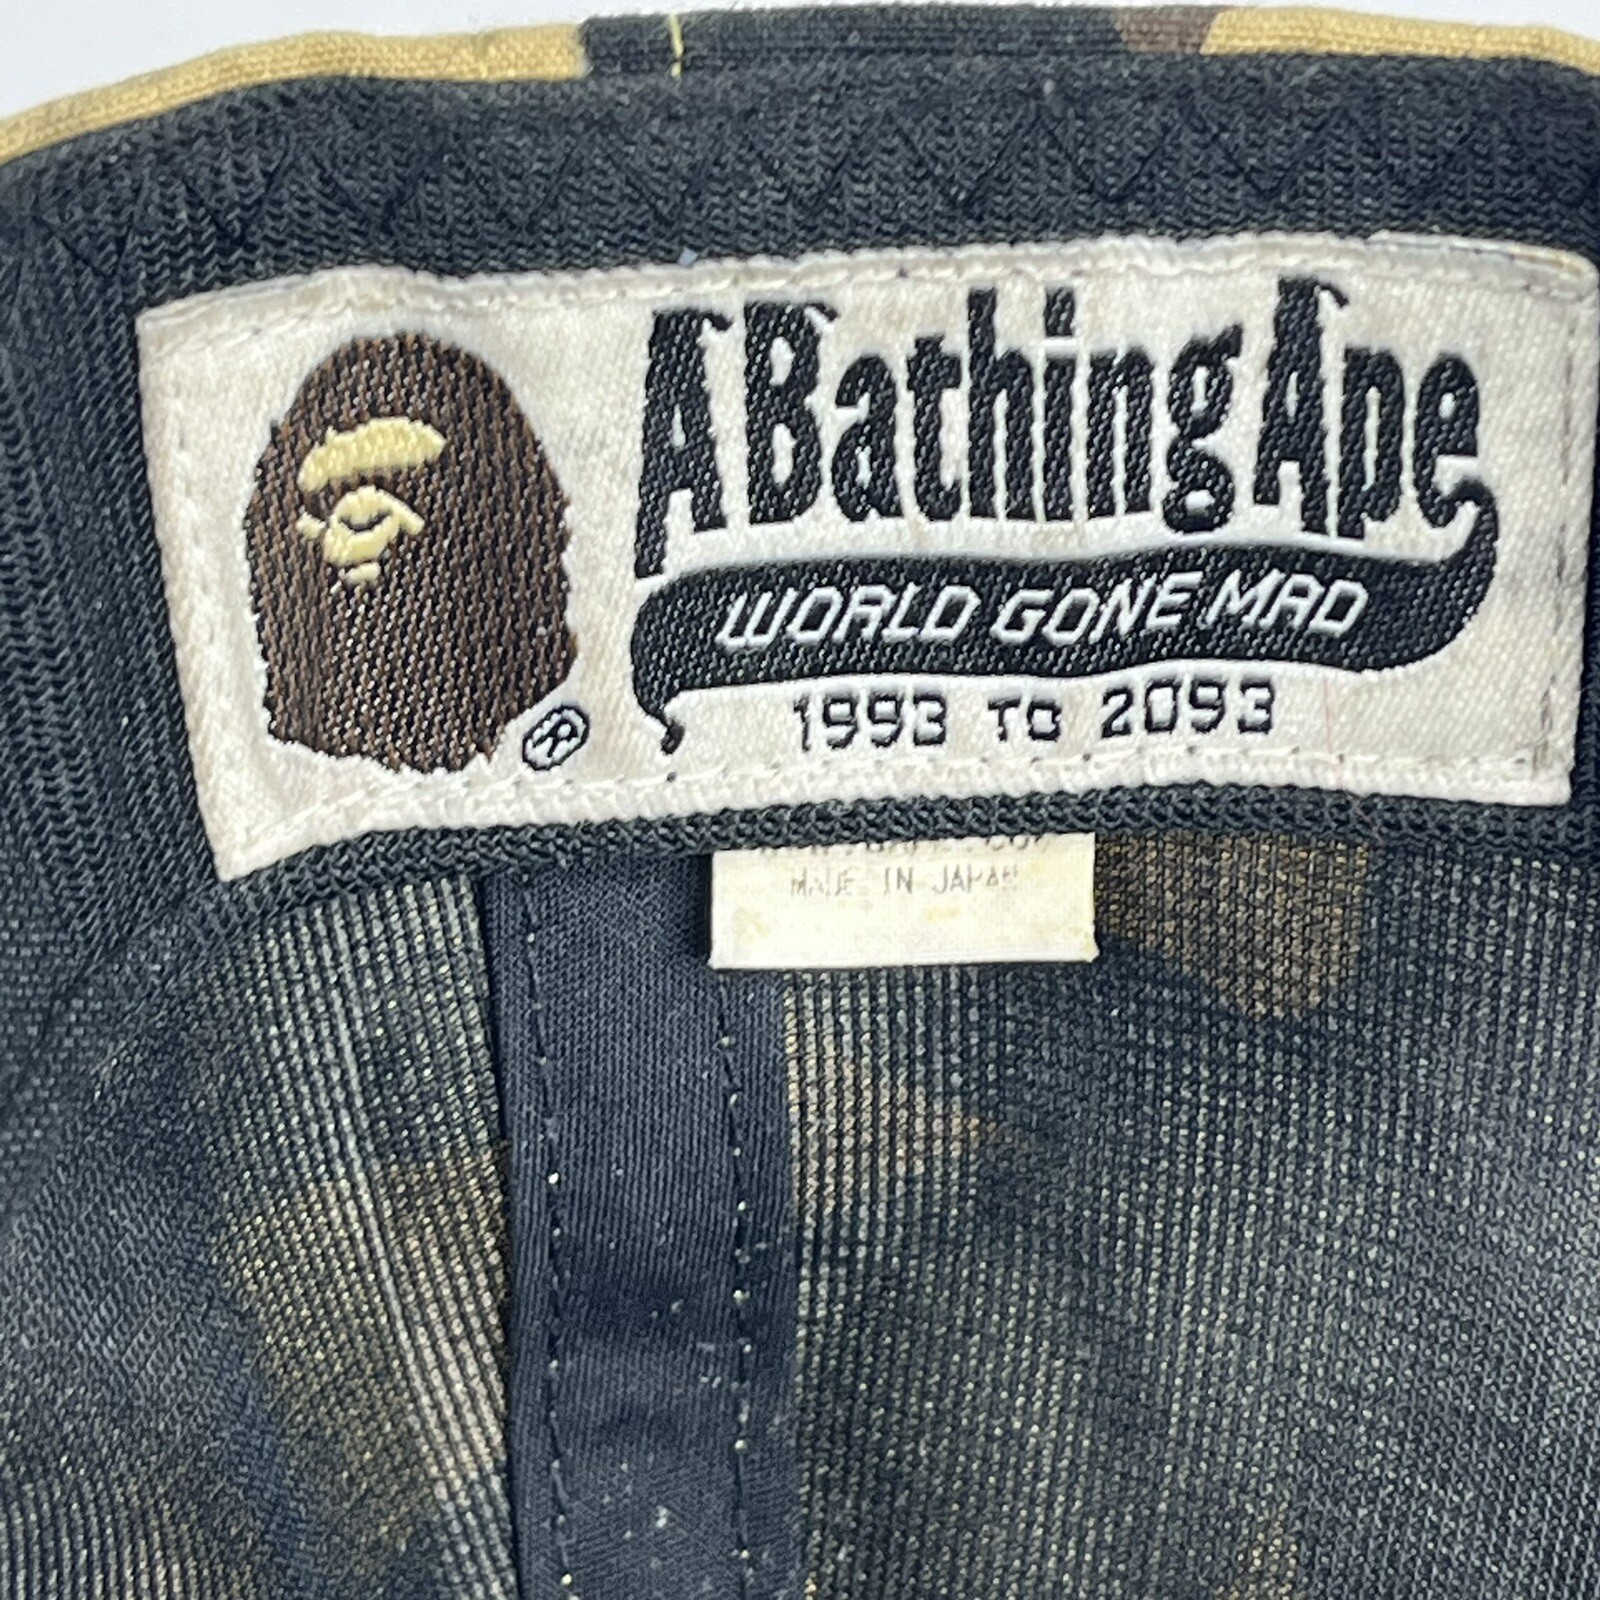 A Bathing Ape
WORLD GONE MAD
1993 TO 2093
®
MADE IN JAPAN